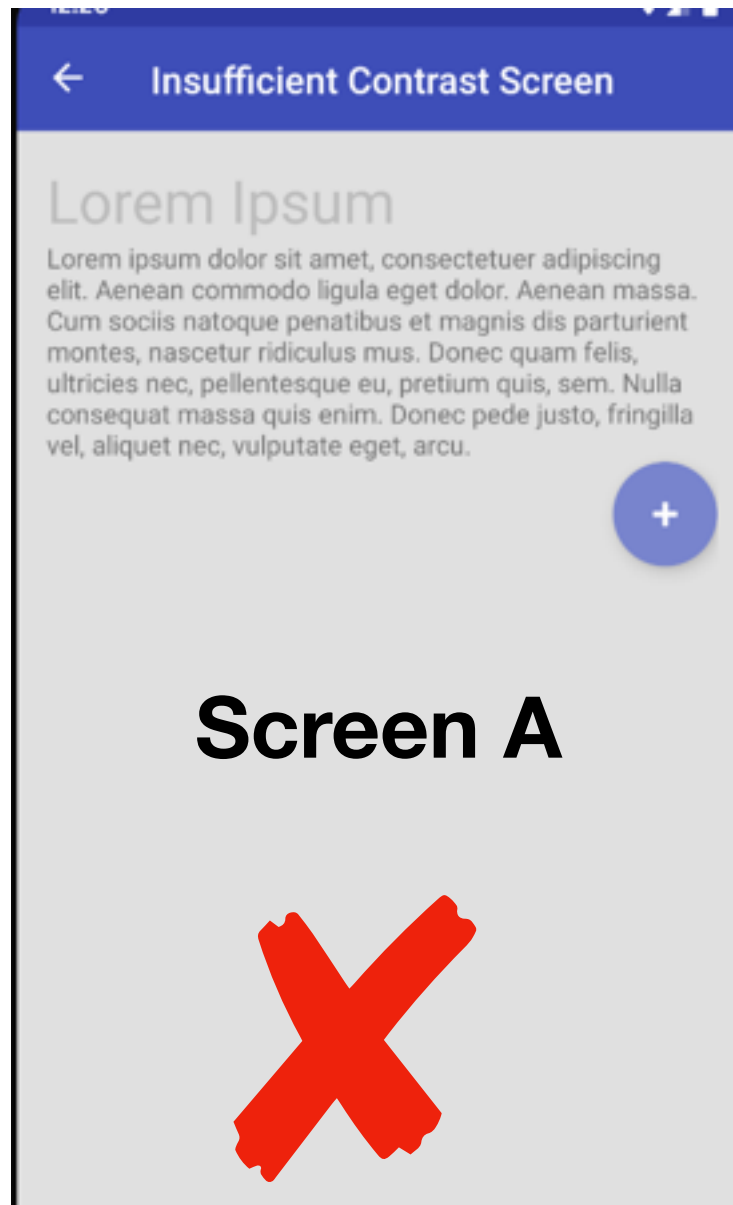 Insufficient Contrast Screen
Lorem Ipsum
Lorem ipsum dolor sit amet, consectetuer adipiscing
elit. Aenean commodo ligula eget dolor. Aenean massa.
Cum sociis natoque penatibus et magnis dis parturient
montes, nascetur ridiculus mus. Donec quam felis,
ultricies nec, pellentesque eu, pretium quis, sem. Nulla
consequat massa quis enim. Donec pede justo, fringilla
vel, aliquet nec, vulputate eget, arcu.
+
Screen A